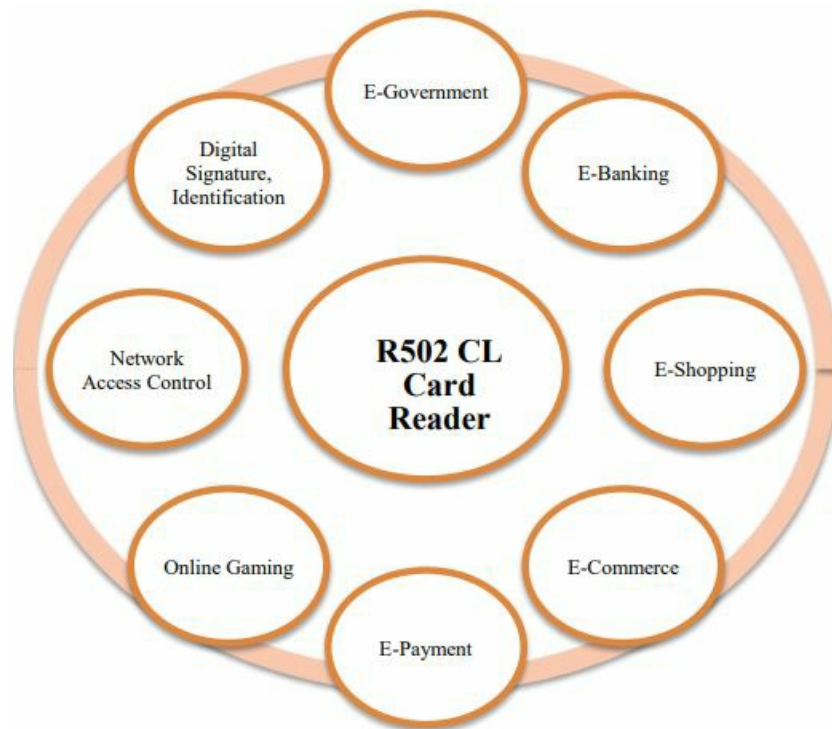 E-Government
Digital
Signature,
Identification
E-Banking
R502 CL
Card
Reader
Network
Access Control
E-Shopping
Online Gaming
E-Commerce
E-Payment